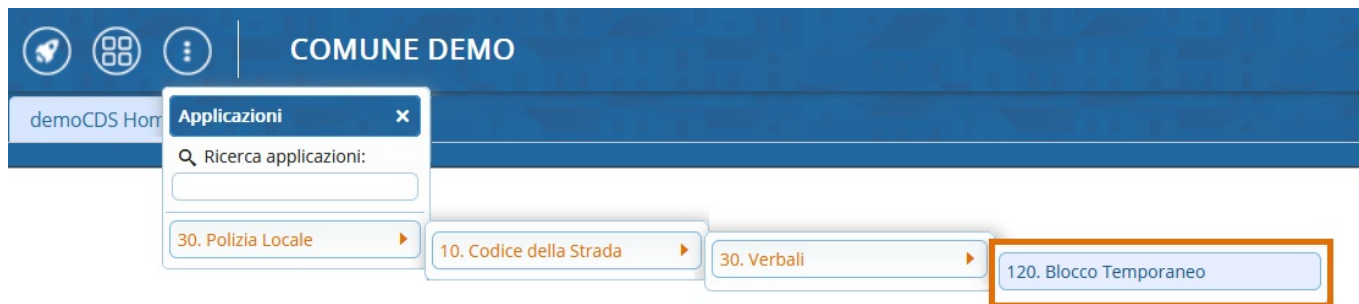 COMUNE DEMO
demoCDS Hom
Applicazioni
Ricerca applicazioni:
30. Polizia Locale
10. Codice della Strada
30. Verbali
120. Blocco Temporaneo